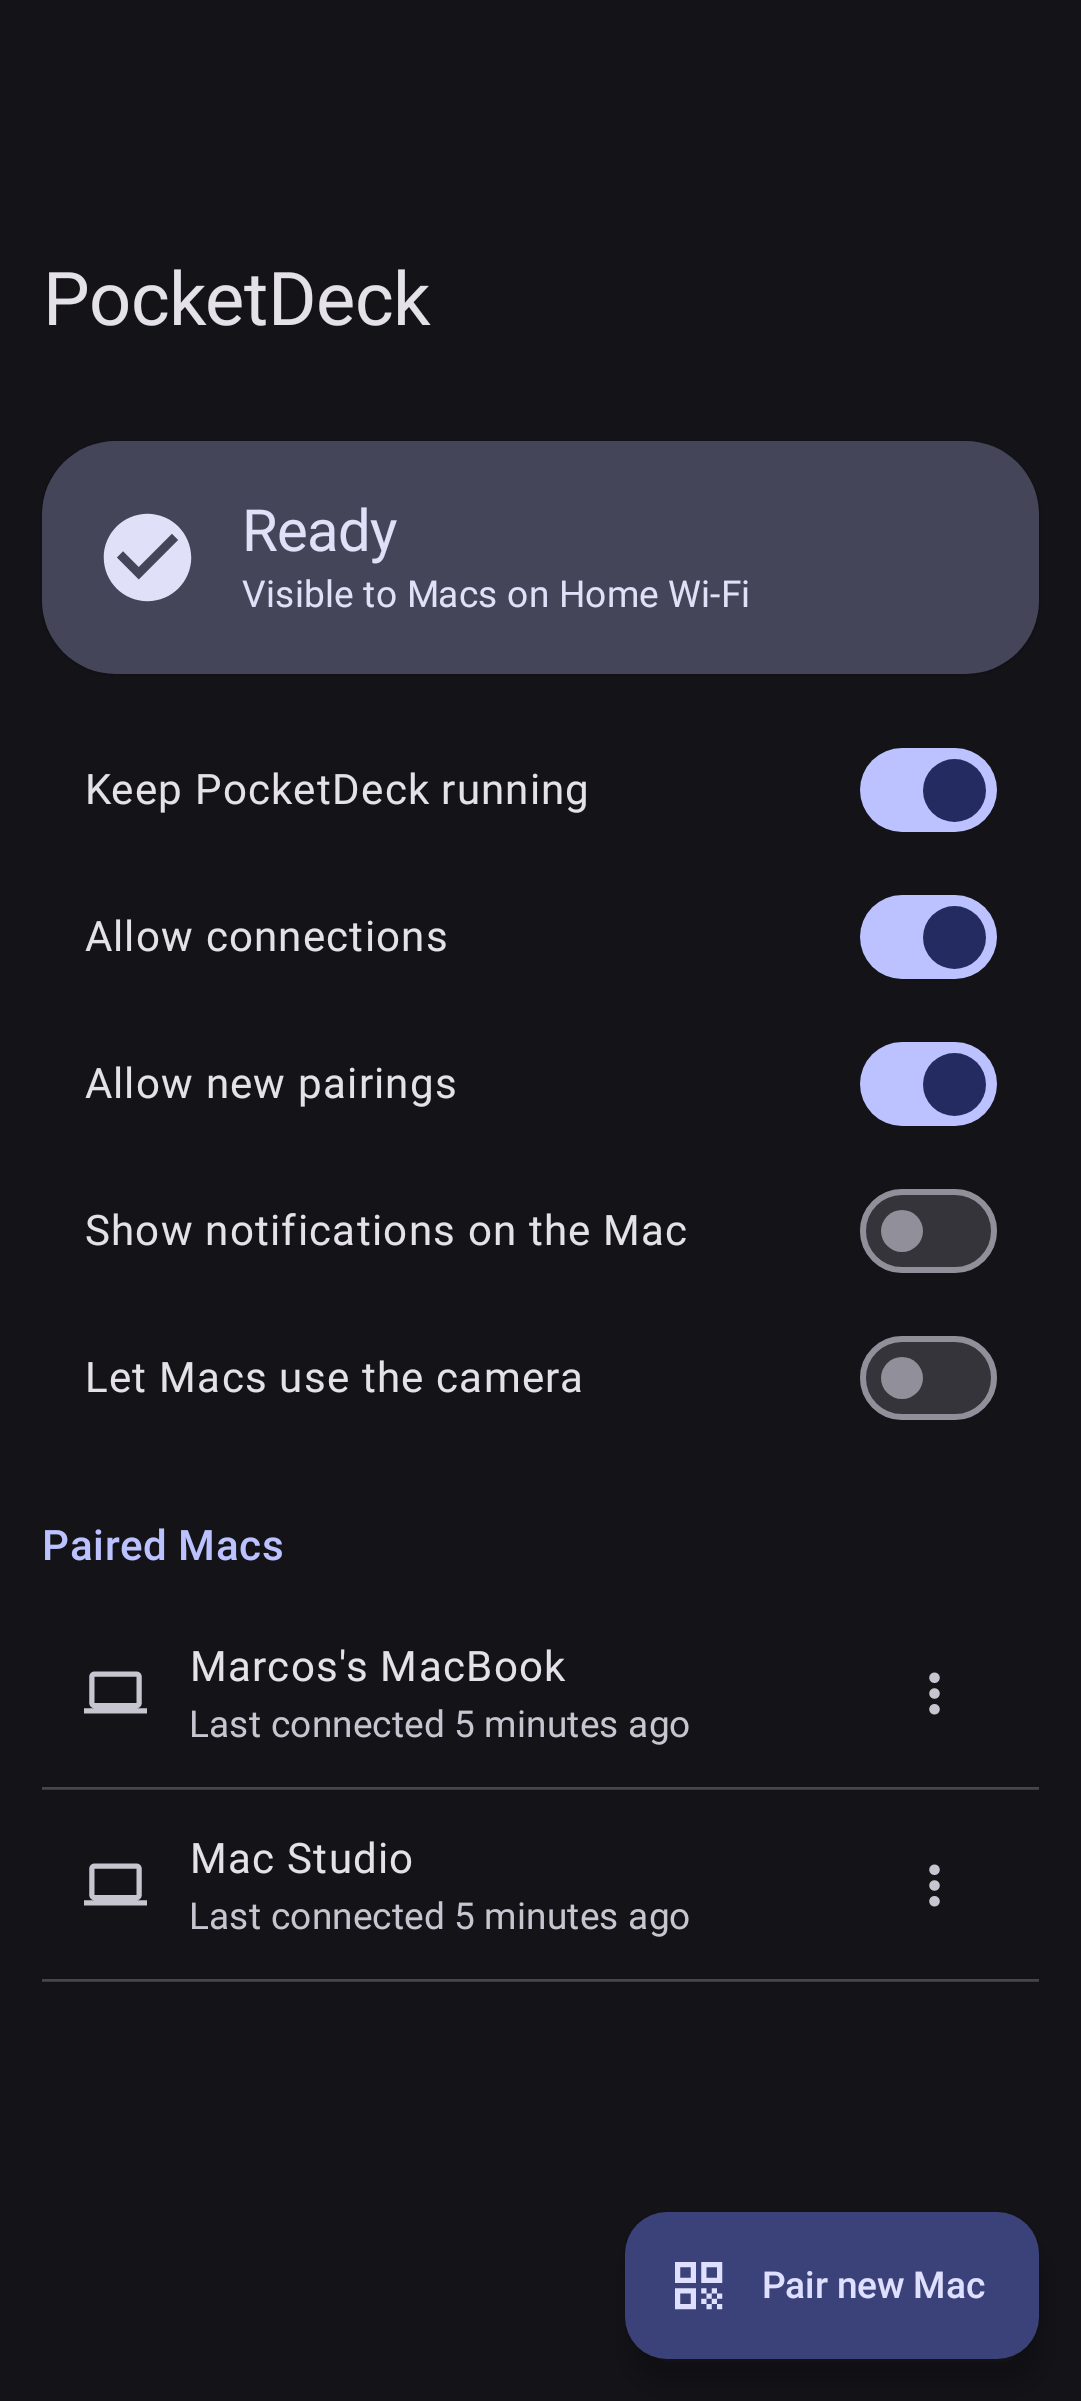 PocketDeck
Ready
Visible to Macs on Home Wi-Fi
Keep PocketDeck running
Allow connections
Allow new pairings
Show notifications on the Mac
Let Macs use the camera
Paired Macs
Marcos's MacBook
Last connected 5 minutes ago
Mac Studio
Last connected 5 minutes ago
Pair new Mac